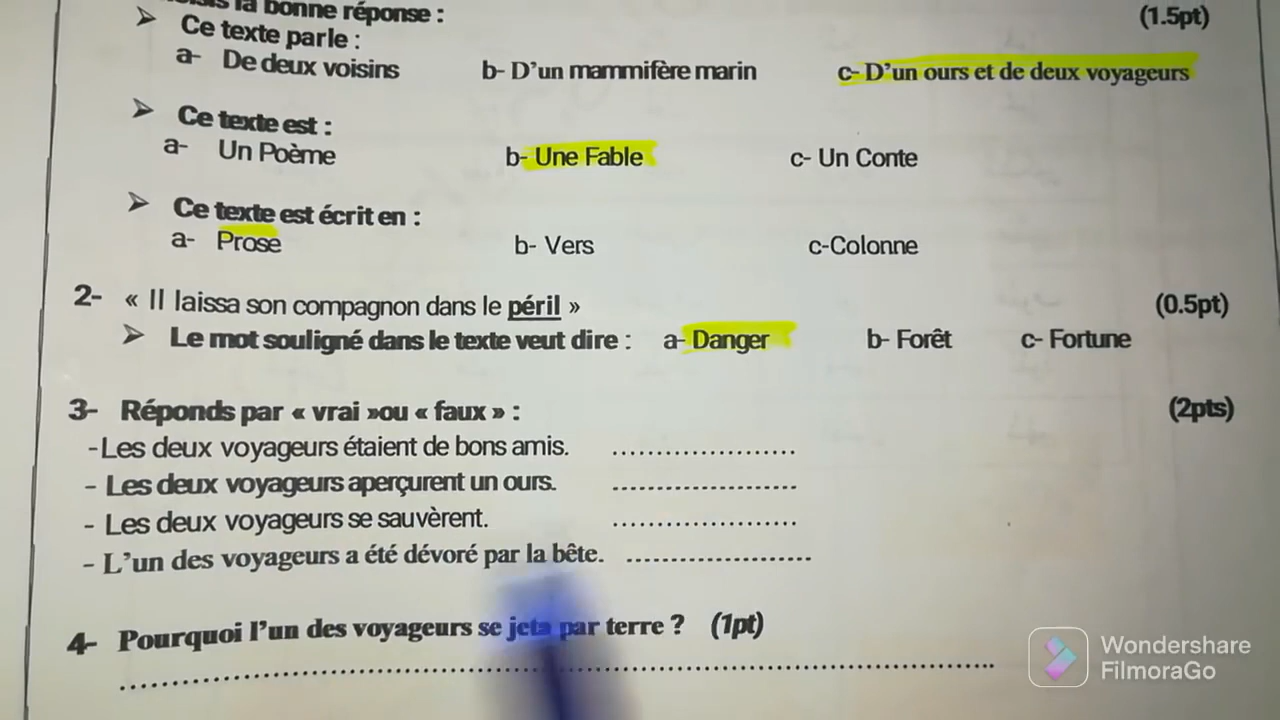 la bonne réponse : (1.5pt)
➢ Ce texte parle :
a- De deux voisins b- D'un mammifère marin c- D'un ours et de deux voyageurs
➢ Ce texte est :
a- Un Poème b- Une Fable c- Un Conte
➢ Ce texte est écrit en :
a- Prose b- Vers c-Colonne
2- « Il laissa son compagnon dans le péril » (0.5pt)
➢ Le mot souligné dans le texte veut dire : a- Danger b- Forêt c- Fortune
3- Réponds par « vrai »ou « faux » : (2pts)
-Les deux voyageurs étaient de bons amis. .....................
- Les deux voyageurs aperçurent un ours. .....................
- Les deux voyageurs se sauvèrent. .....................
- L'un des voyageurs a été dévoré par la bête. .....................
4- Pourquoi l'un des voyageurs se jeta par terre ? (1pt)
................................................................................
Wondershare
FilmoraGo